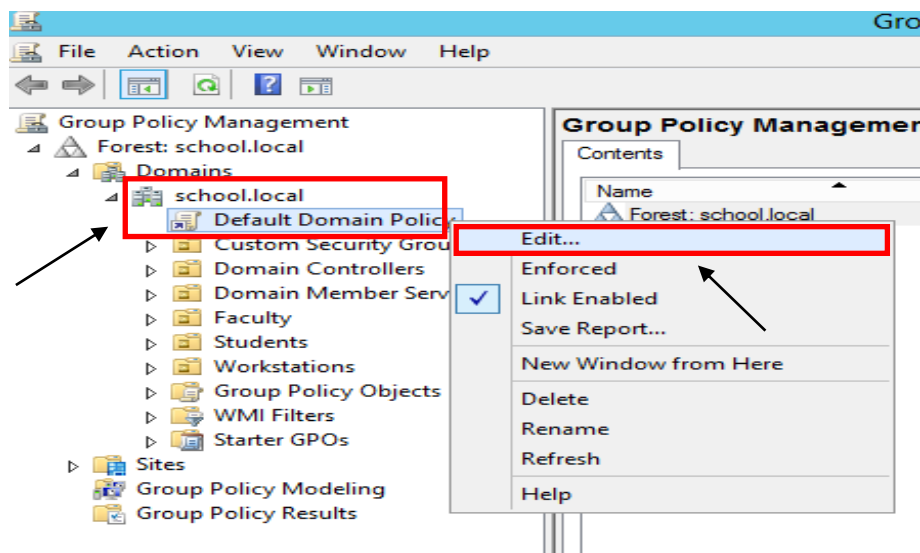 Gro
File Action View Window Help
Group Policy Management
Forest: school.local
Domains
school.local
Default Domain Policy
Custom Security Grou
Domain Controllers
Domain Member Serv
Faculty
Students
Workstations
Group Policy Objects
WMI Filters
Starter GPOs
Sites
Group Policy Modeling
Group Policy Results
Group Policy Managemen
Contents
Name
Forest: school.local
Edit...
Enforced
Link Enabled
Save Report...
New Window from Here
Delete
Rename
Refresh
Help